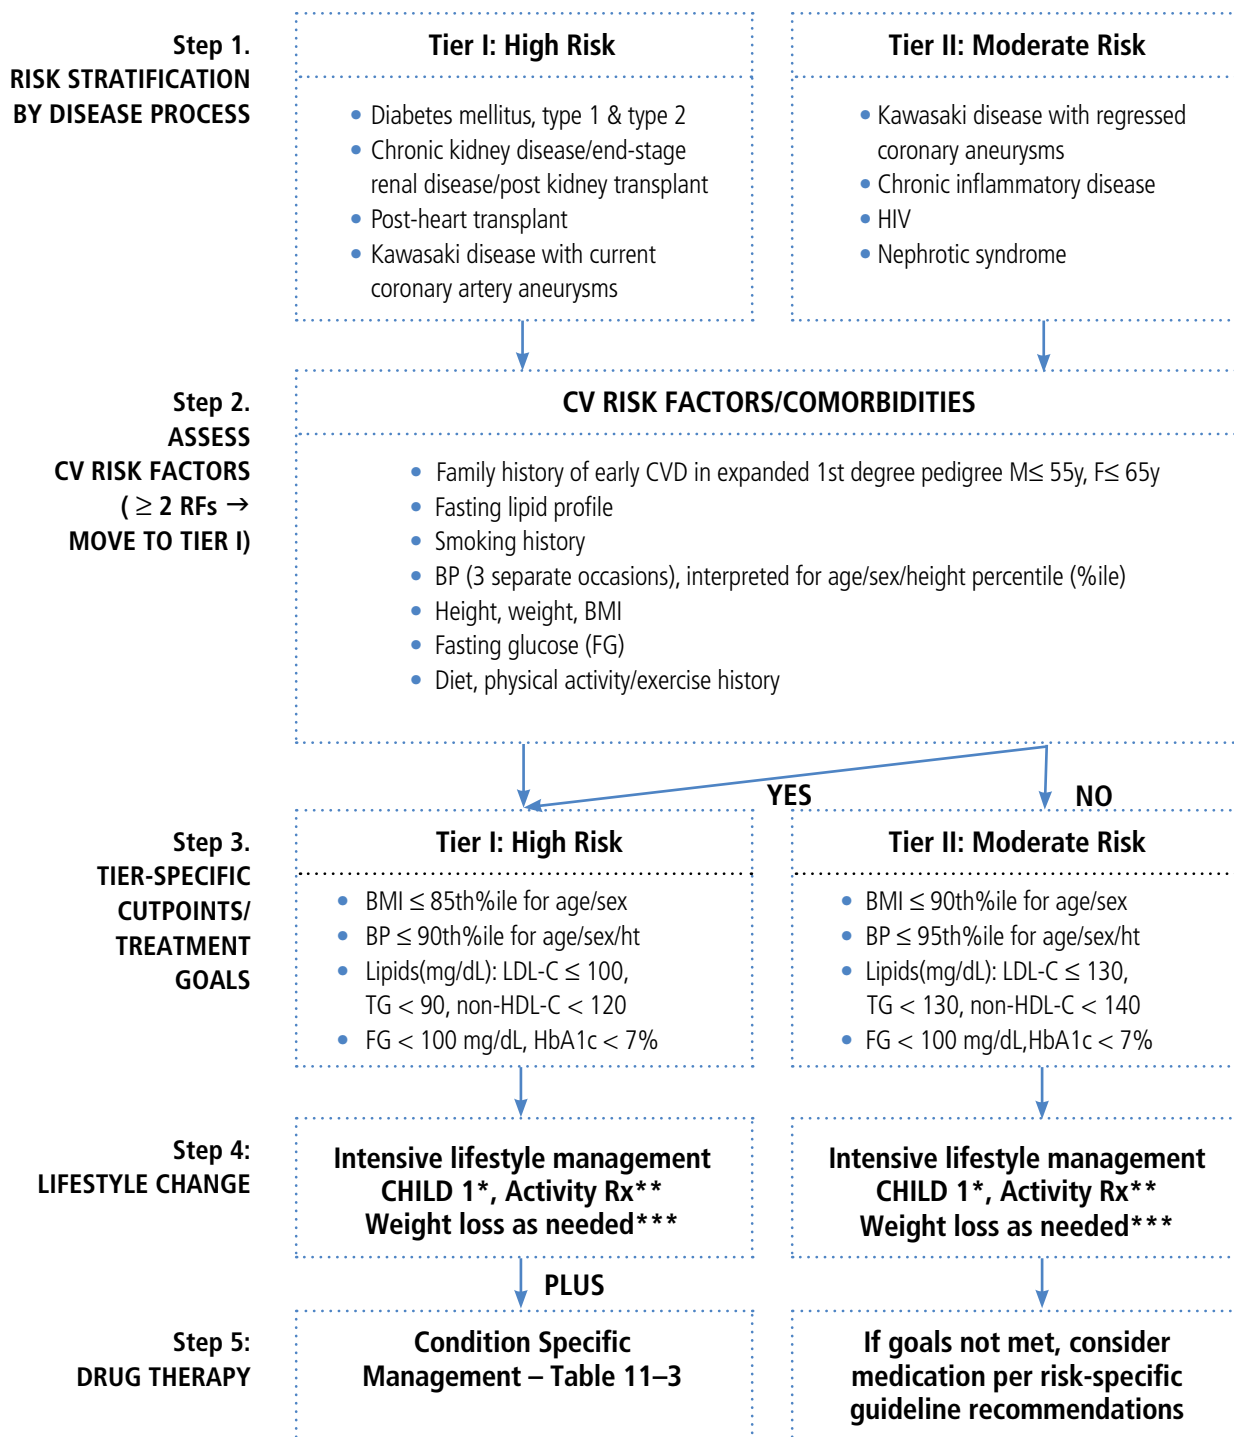 Step 1.
RISK STRATIFICATION
BY DISEASE PROCESS
Tier I: High Risk
• Diabetes mellitus, type 1 & type 2
• Chronic kidney disease/end-stage
renal disease/post kidney transplant
• Post-heart transplant
• Kawasaki disease with current
coronary artery aneurysms
Tier II: Moderate Risk
• Kawasaki disease with regressed
coronary aneurysms
• Chronic inflammatory disease
• HIV
• Nephrotic syndrome
Step 2.
ASSESS
CV RISK FACTORS
( ≥ 2 RFs →
MOVE TO TIER I)
CV RISK FACTORS/COMORBIDITIES
• Family history of early CVD in expanded 1st degree pedigree M≤ 55y, F≤ 65y
• Fasting lipid profile
• Smoking history
• BP (3 separate occasions), interpreted for age/sex/height percentile (%ile)
• Height, weight, BMI
• Fasting glucose (FG)
• Diet, physical activity/exercise history
YES
NO
Step 3.
TIER-SPECIFIC
CUTPOINTS/
TREATMENT
GOALS
Tier I: High Risk
• BMI ≤ 85th%ile for age/sex
• BP ≤ 90th%ile for age/sex/ht
• Lipids(mg/dL): LDL-C ≤ 100,
TG < 90, non-HDL-C < 120
• FG < 100 mg/dL, HbA1c < 7%
Tier II: Moderate Risk
• BMI ≤ 90th%ile for age/sex
• BP ≤ 95th%ile for age/sex/ht
• Lipids(mg/dL): LDL-C ≤ 130,
TG < 130, non-HDL-C < 140
• FG < 100 mg/dL,HbA1c < 7%
Step 4:
LIFESTYLE CHANGE
Intensive lifestyle management
CHILD 1*, Activity Rx**
Weight loss as needed***
Intensive lifestyle management
CHILD 1*, Activity Rx**
Weight loss as needed***
PLUS
Step 5:
DRUG THERAPY
Condition Specific
Management – Table 11–3
If goals not met, consider
medication per risk-specific
guideline recommendations